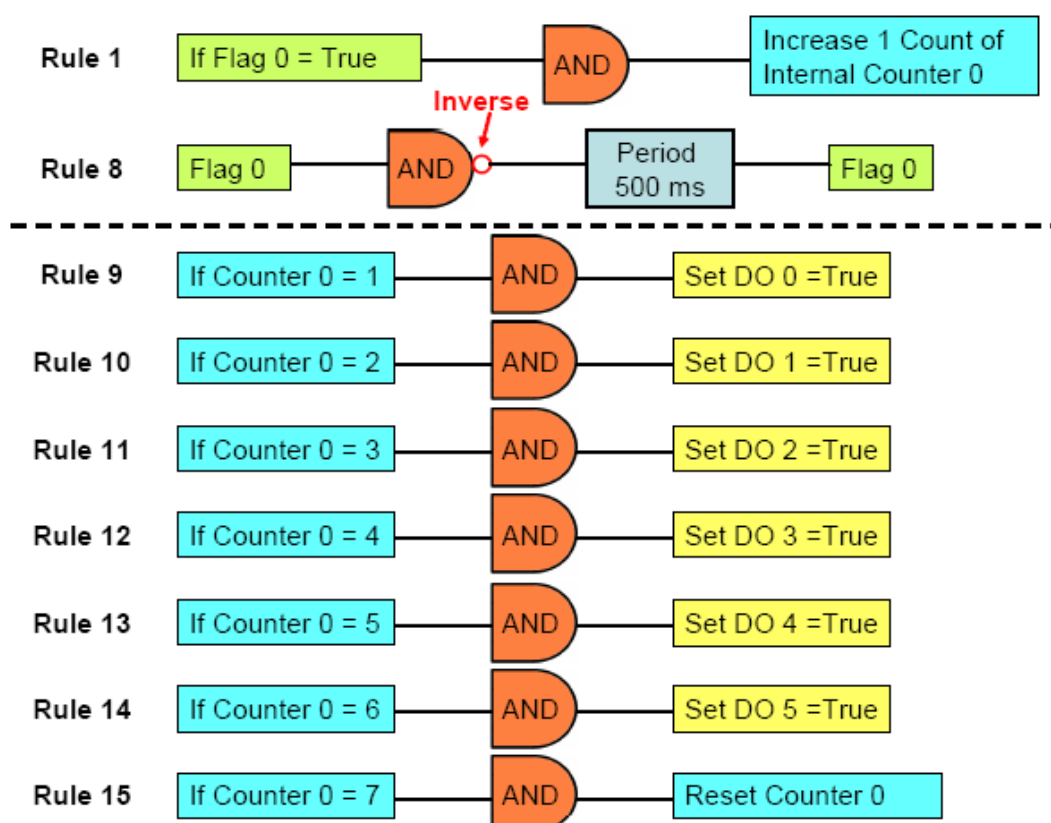 Rule 1 If Flag 0 = True AND Increase 1 Count of
Internal Counter 0
Inverse
Rule 8 Flag 0 AND Period
500 ms Flag 0
Rule 9 If Counter 0 = 1 AND Set DO 0 =True
Rule 10 If Counter 0 = 2 AND Set DO 1 =True
Rule 11 If Counter 0 = 3 AND Set DO 2 =True
Rule 12 If Counter 0 = 4 AND Set DO 3 =True
Rule 13 If Counter 0 = 5 AND Set DO 4 =True
Rule 14 If Counter 0 = 6 AND Set DO 5 =True
Rule 15 If Counter 0 = 7 AND Reset Counter 0